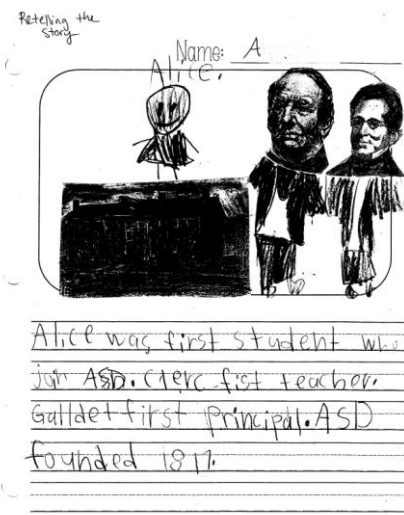 Retelling the
Story
Name: A
Alice.
Alice was first student who
join ASD. Clerc fist teacher.
Galldet first principal. ASD
founded 1817.